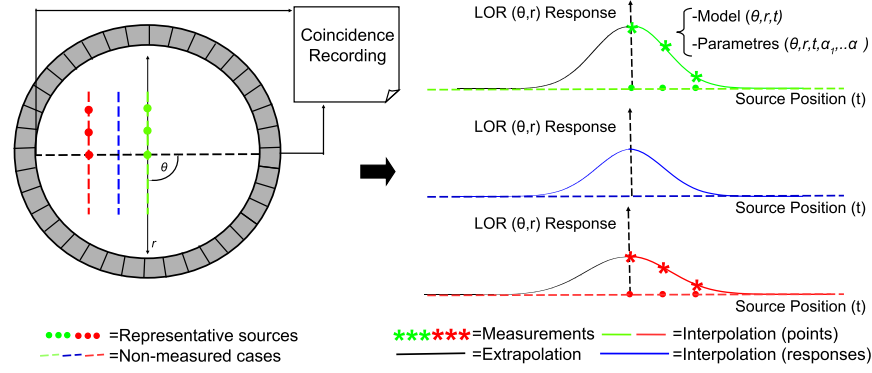 Coincidence
Recording
θ
r
=Representative sources
=Non-measured cases
LOR (θ,r) Response
-Model (θ,r,t)
-Parametres (θ,r,t,α1,..α )
Source Position (t)
LOR (θ,r) Response
Source Position (t)
LOR (θ,r) Response
Source Position (t)
=Measurements
=Interpolation (points)
=Extrapolation
=Interpolation (responses)